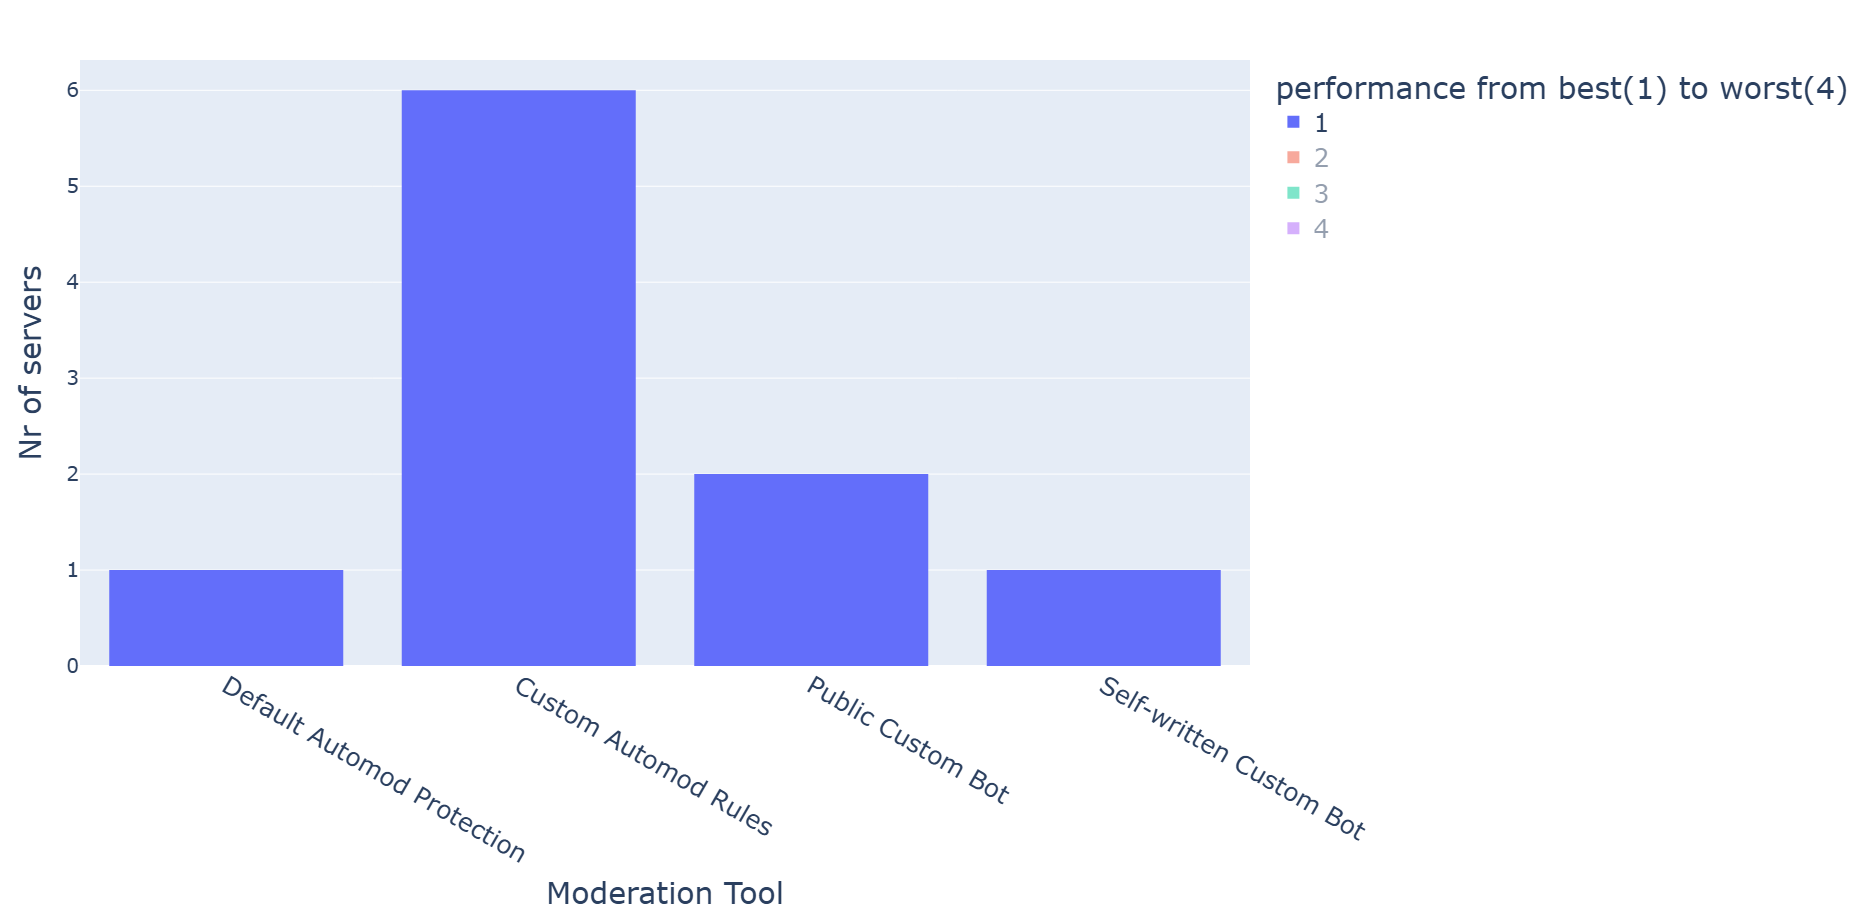 performance from best(1) to worst(4)
1
2
3
4
6
5
4
3
2
1
0
Nr of servers
Default Automod Protection
Custom Automod Rules
Public Custom Bot
Self-written Custom Bot
Moderation Tool